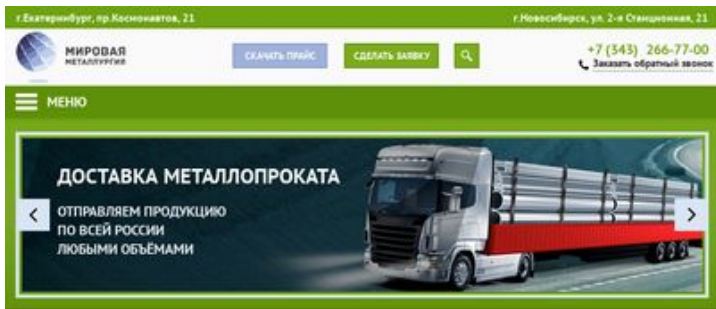 г.Екатеринбург, пр.Космонавтов, 21
г.Новосибирск, ул. 2-я Станционная, 21
МИРОВАЯ
МЕТАЛЛУРГИЯ
СКАЧАТЬ ПРАЙС
СДЕЛАТЬ ЗАЯВКУ
+7 (343) 266-77-00
Заказать обратный звонок
МЕНЮ
ДОСТАВКА МЕТАЛЛОПРОКАТА
ОТПРАВЛЯЕМ ПРОДУКЦИЮ
ПО ВСЕЙ РОССИИ
ЛЮБЫМИ ОБЪЁМАМИ